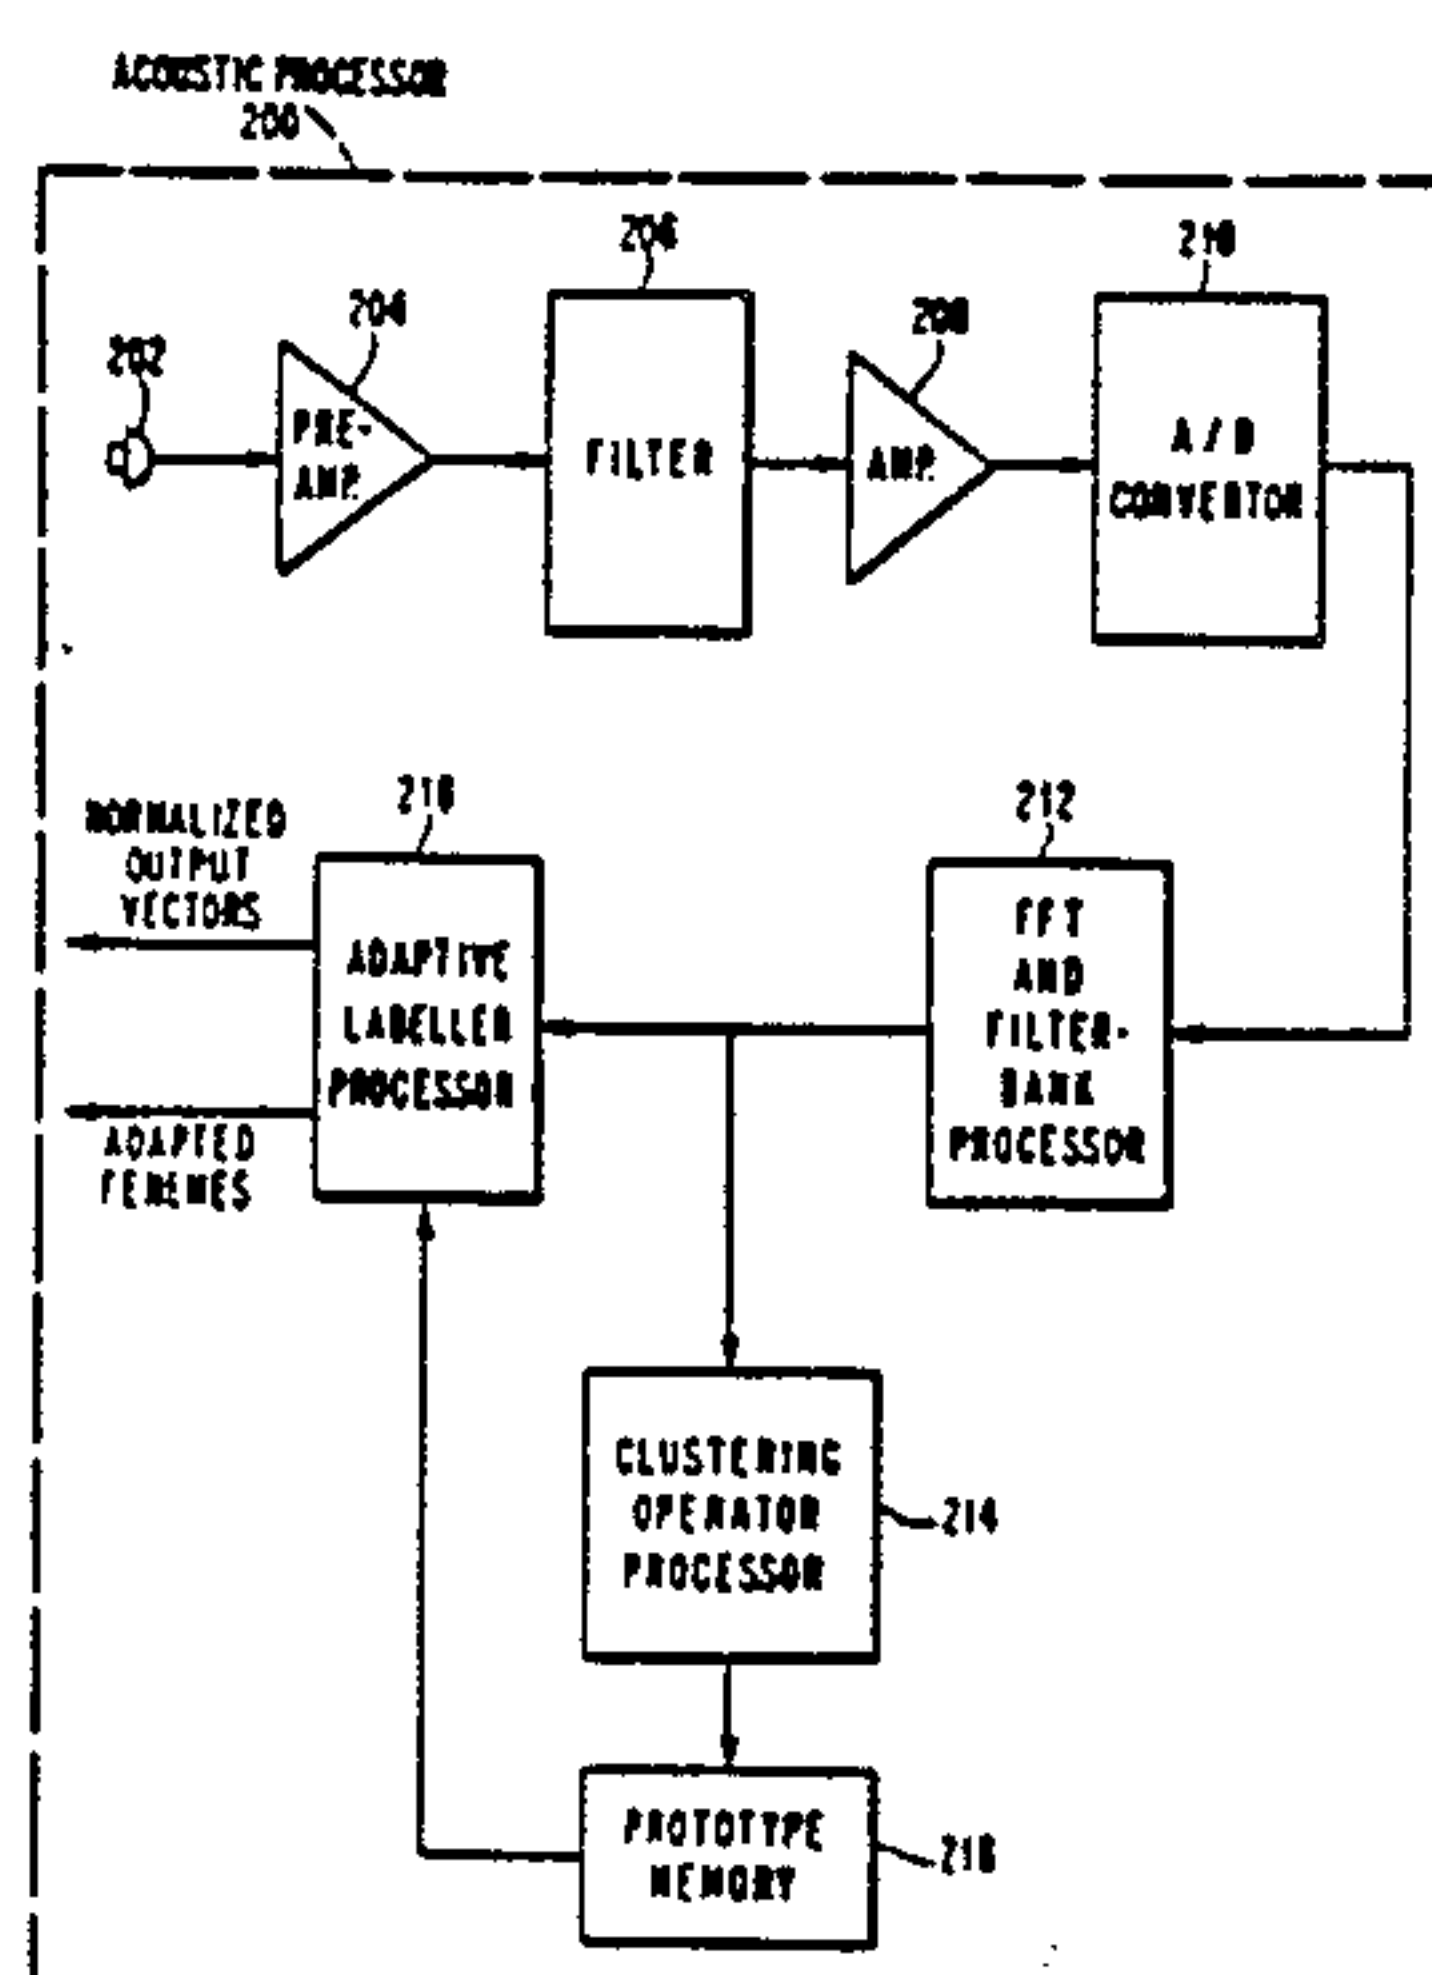 ACOUSTIC PROCESSOR
200
206
210
204
208
202
PRE-
AMP.
FILTER
AMP.
A/D
CONVERTOR
218
212
NORMALIZED
OUTPUT
VECTORS
ADAPTIVE
LABELLER
PROCESSOR
FFT
AND
FILTER-
BANK
PROCESSOR
ADAPTED
FENEMES
CLUSTERING
OPERATOR
PROCESSOR
214
PROTOTYPE
MEMORY
216